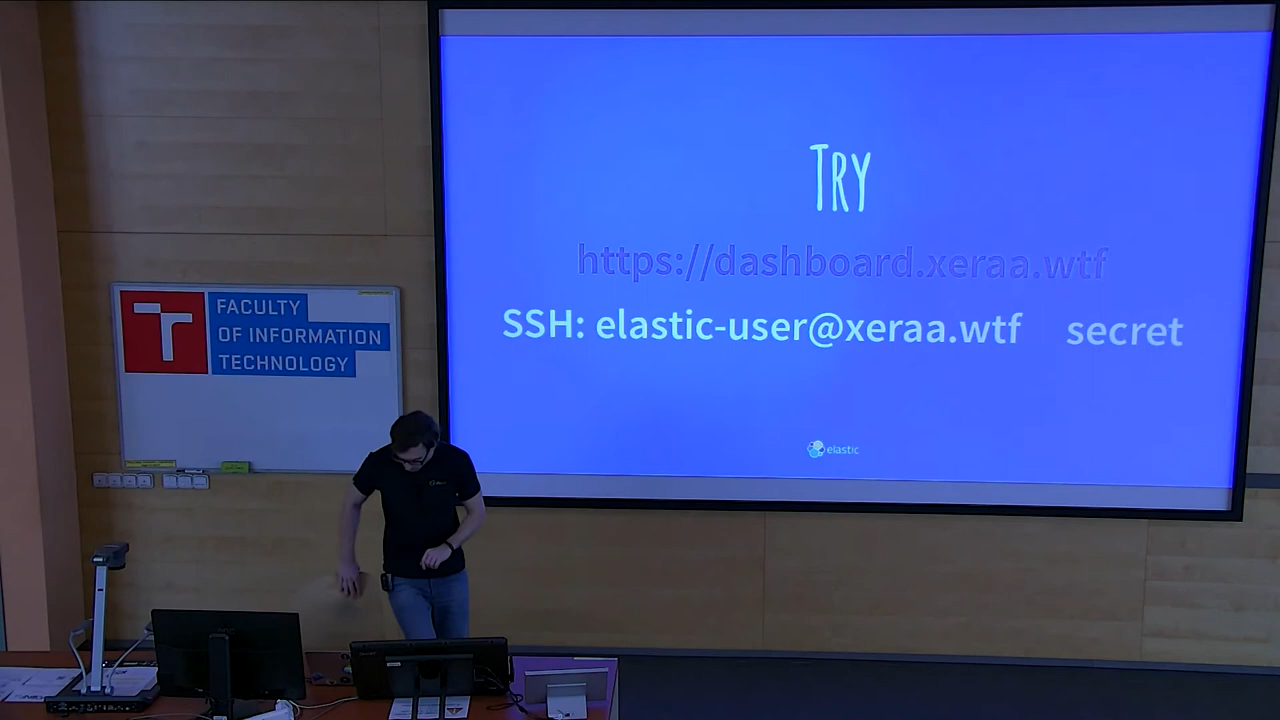 Try
https://dashboard.xeraa.wtf
SSH: elastic-user@xeraa.wtf secret
elastic
FACULTY
OF INFORMATION
TECHNOLOGY